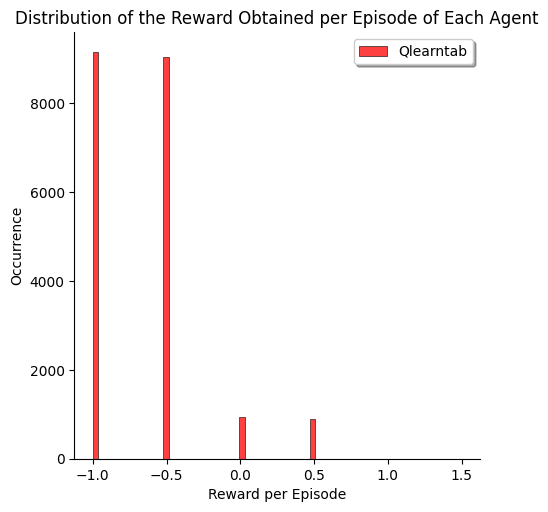 Distribution of the Reward Obtained per Episode of Each Agent
Qlearntab
8000
6000
4000
2000
0
Occurrence
−1.0 −0.5 0.0 0.5 1.0 1.5
Reward per Episode